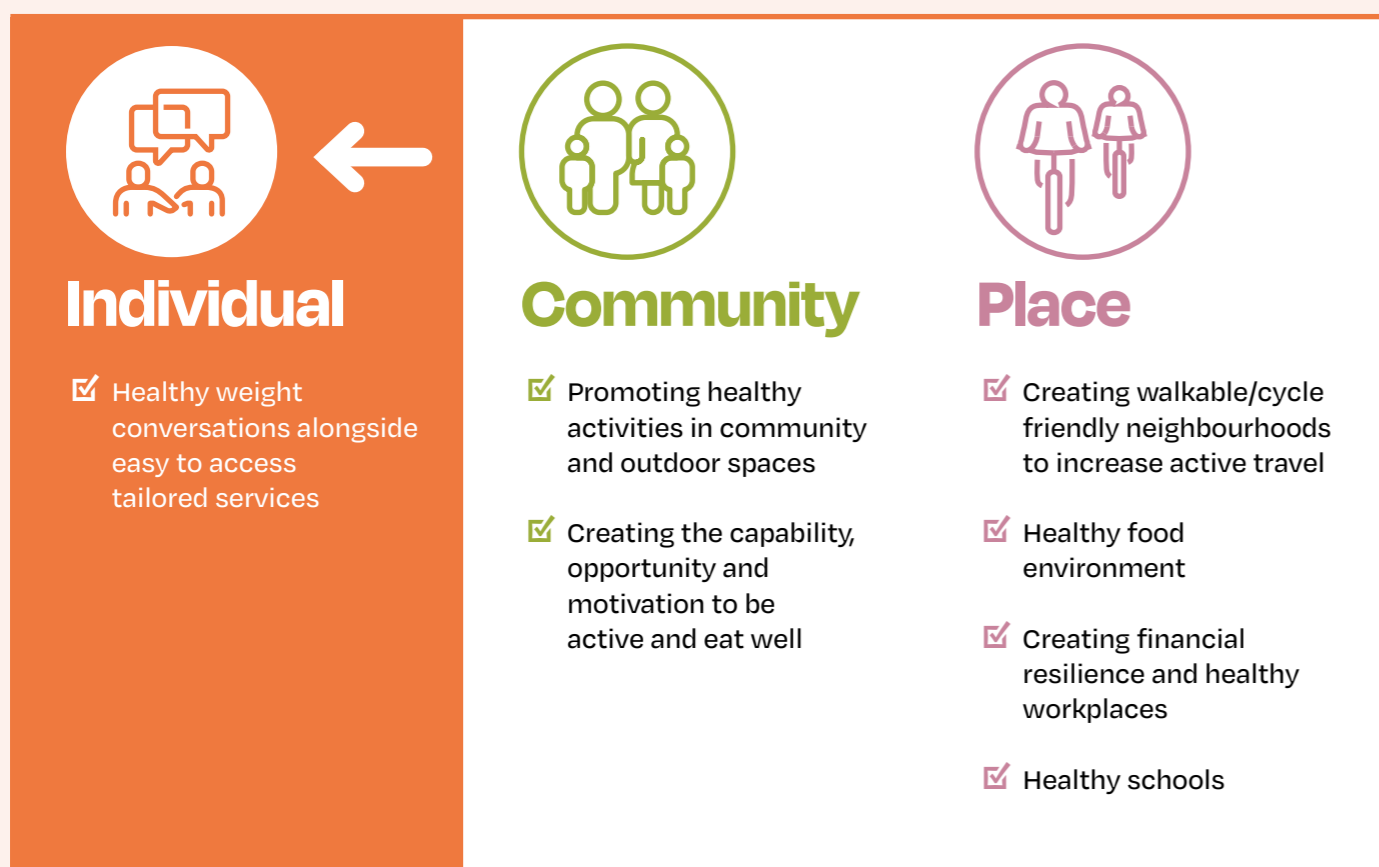 Individual
Healthy weight
conversations alongside
easy to access
tailored services
Community
Promoting healthy
activities in community
and outdoor spaces
Creating the capability,
opportunity and
motivation to be
active and eat well
Place
Creating walkable/cycle
friendly neighbourhoods
to increase active travel
Healthy food
environment
Creating financial
resilience and healthy
workplaces
Healthy schools